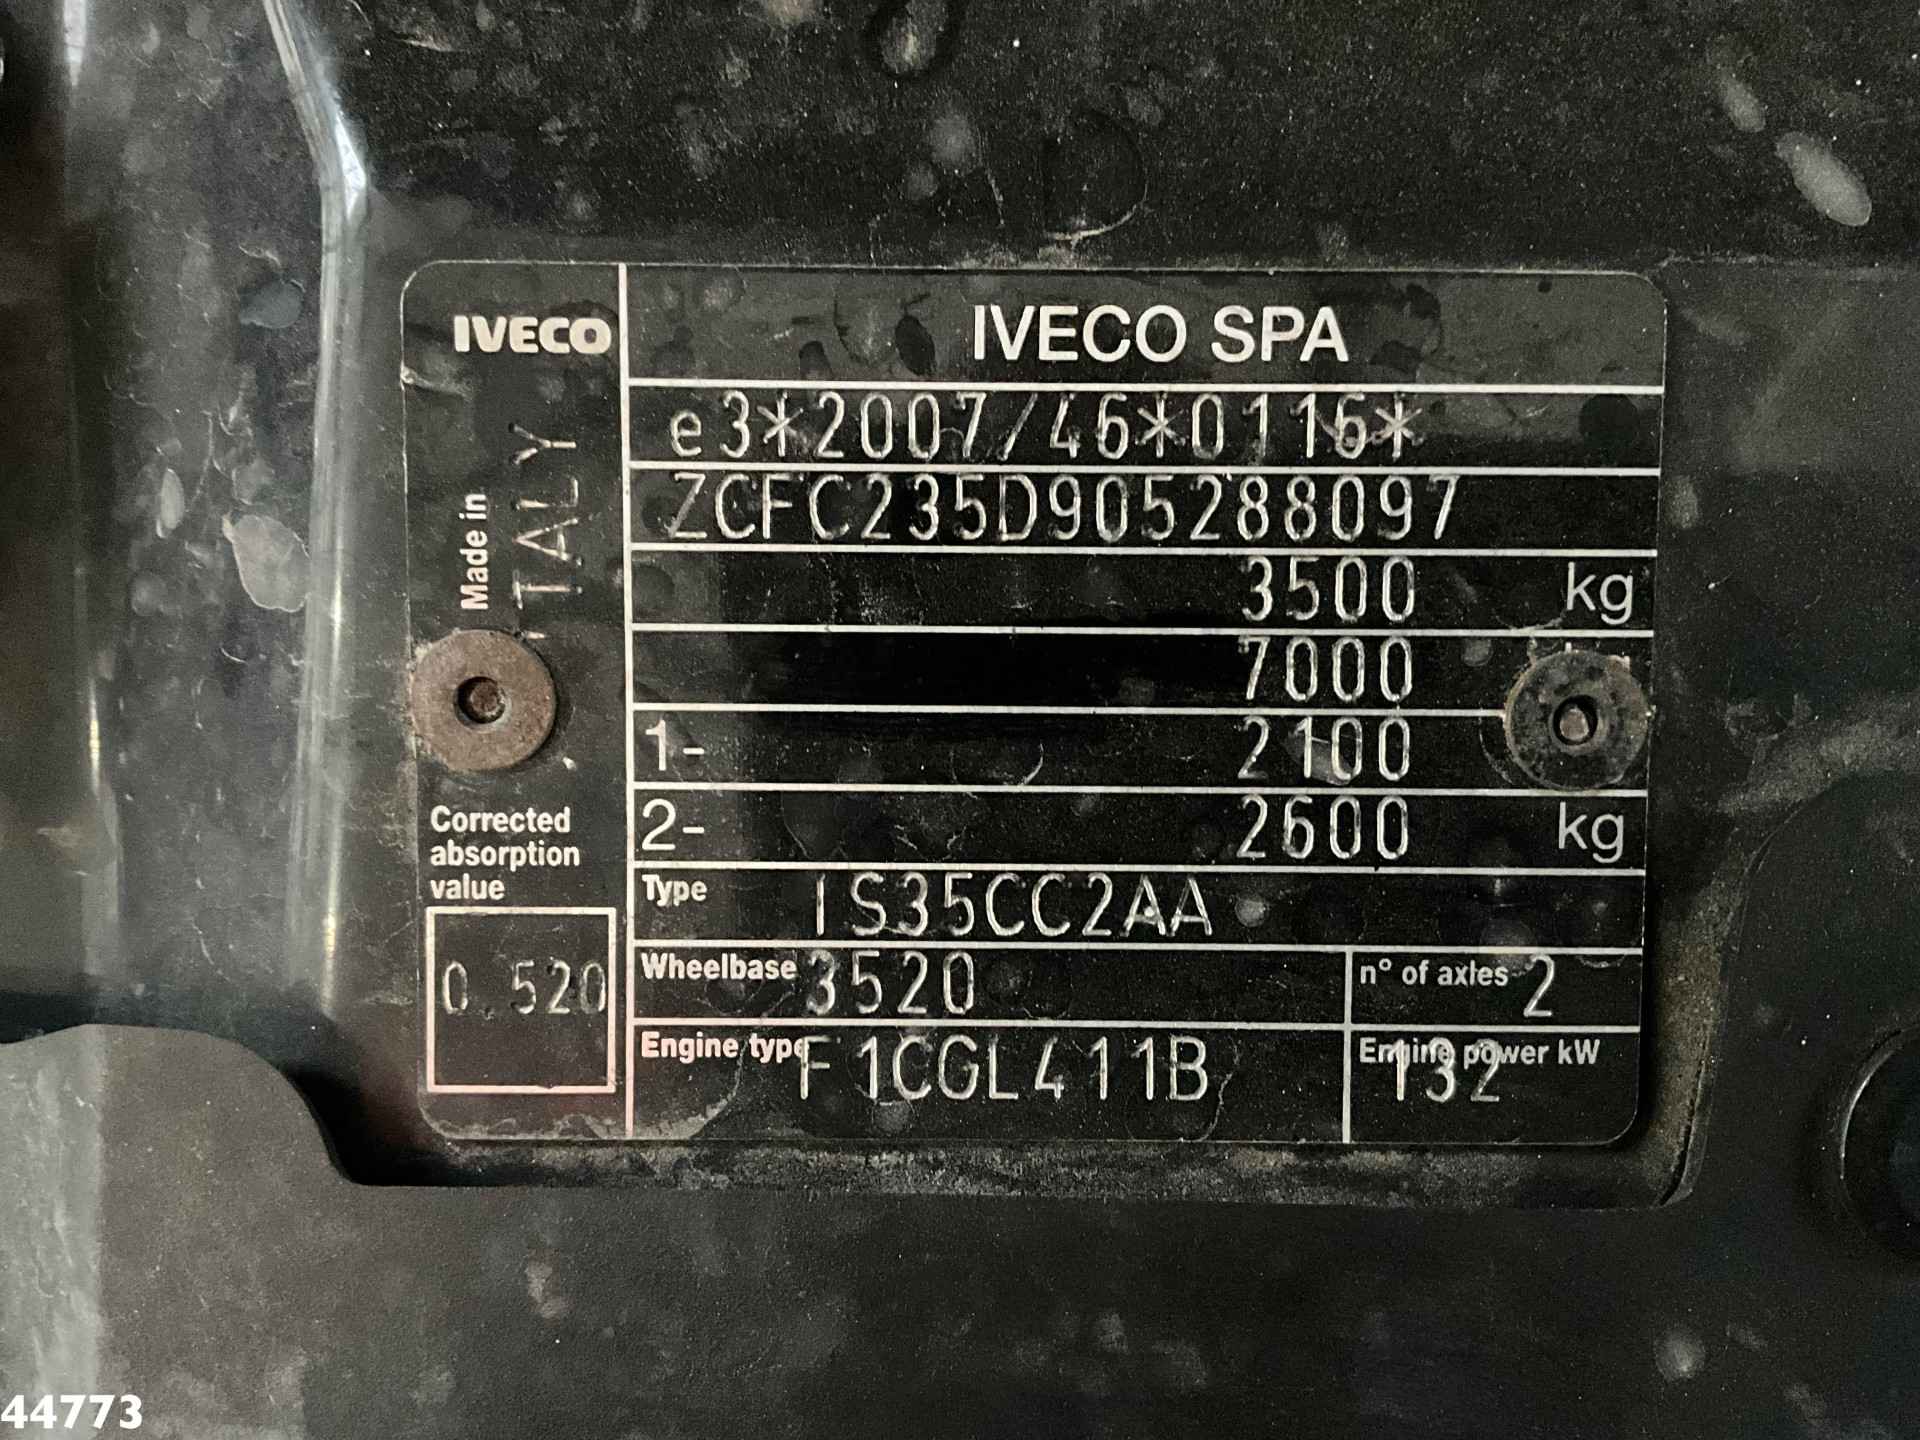 IVECO
IVECO SPA
Made in
ITALY
e3*2007/46*0116*
ZCFC235D905288097
3500 kg
7000
1- 2100
2- 2600 kg
Corrected
absorption
value
0.520
Type IS35CC2AA
Wheelbase 3520
n° of axles 2
Engine type F1CGL411B
Engine power kW 132
44773